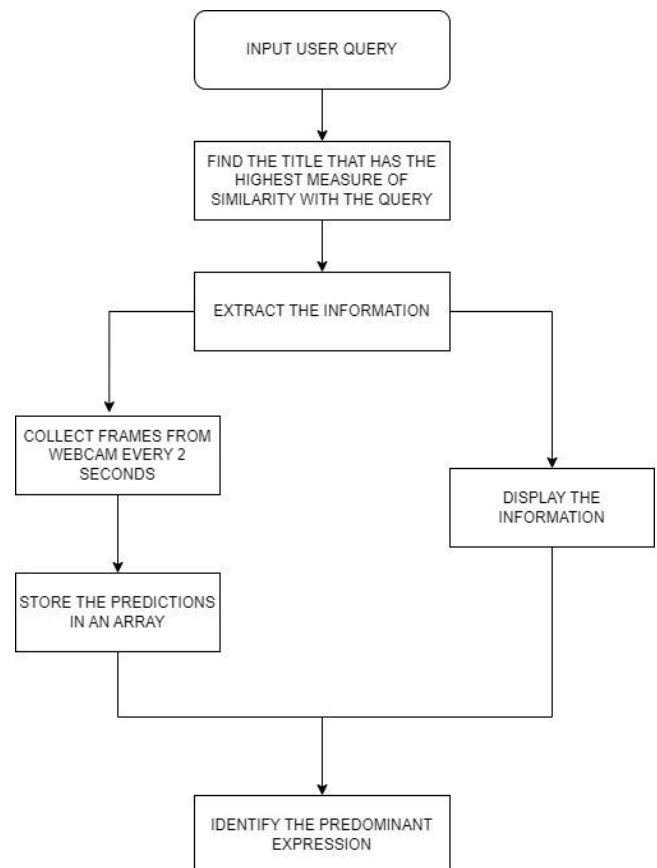 INPUT USER QUERY
FIND THE TITLE THAT HAS THE
HIGHEST MEASURE OF
SIMILARITY WITH THE QUERY
EXTRACT THE INFORMATION
COLLECT FRAMES FROM
WEBCAM EVERY 2
SECONDS
DISPLAY THE
INFORMATION
STORE THE PREDICTIONS
IN AN ARRAY
IDENTIFY THE PREDOMINANT
EXPRESSION